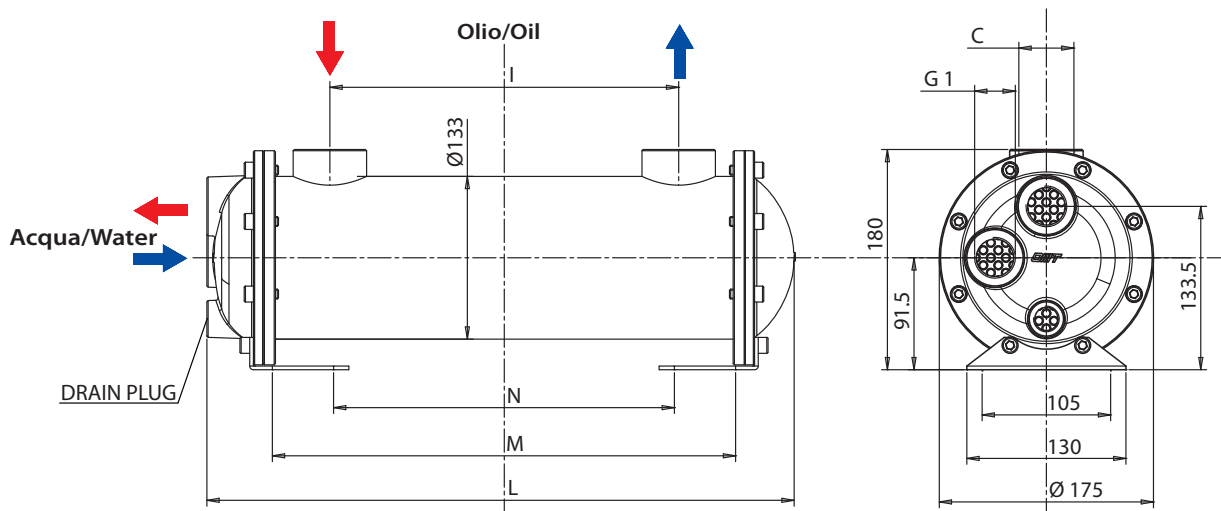 Olio/Oil
C
I
G 1
Ø133
Acqua/Water
180
91.5
133.5
DRAIN PLUG
N
105
M
130
L
Ø 175